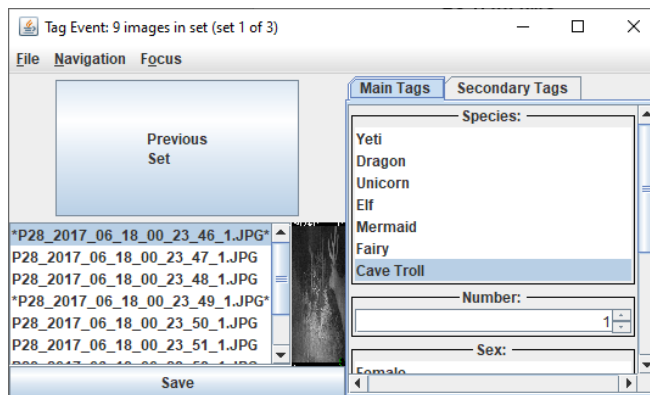 Tag Event: 9 images in set (set 1 of 3)
File Navigation Focus
Previous
Set
*P28_2017_06_18_00_23_46_1.JPG*
P28_2017_06_18_00_23_47_1.JPG
P28_2017_06_18_00_23_48_1.JPG
*P28_2017_06_18_00_23_49_1.JPG*
P28_2017_06_18_00_23_50_1.JPG
P28_2017_06_18_00_23_51_1.JPG
Save
Main Tags Secondary Tags
Species:
Yeti
Dragon
Unicorn
Elf
Mermaid
Fairy
Cave Troll
Number:
1
Sex:
Female